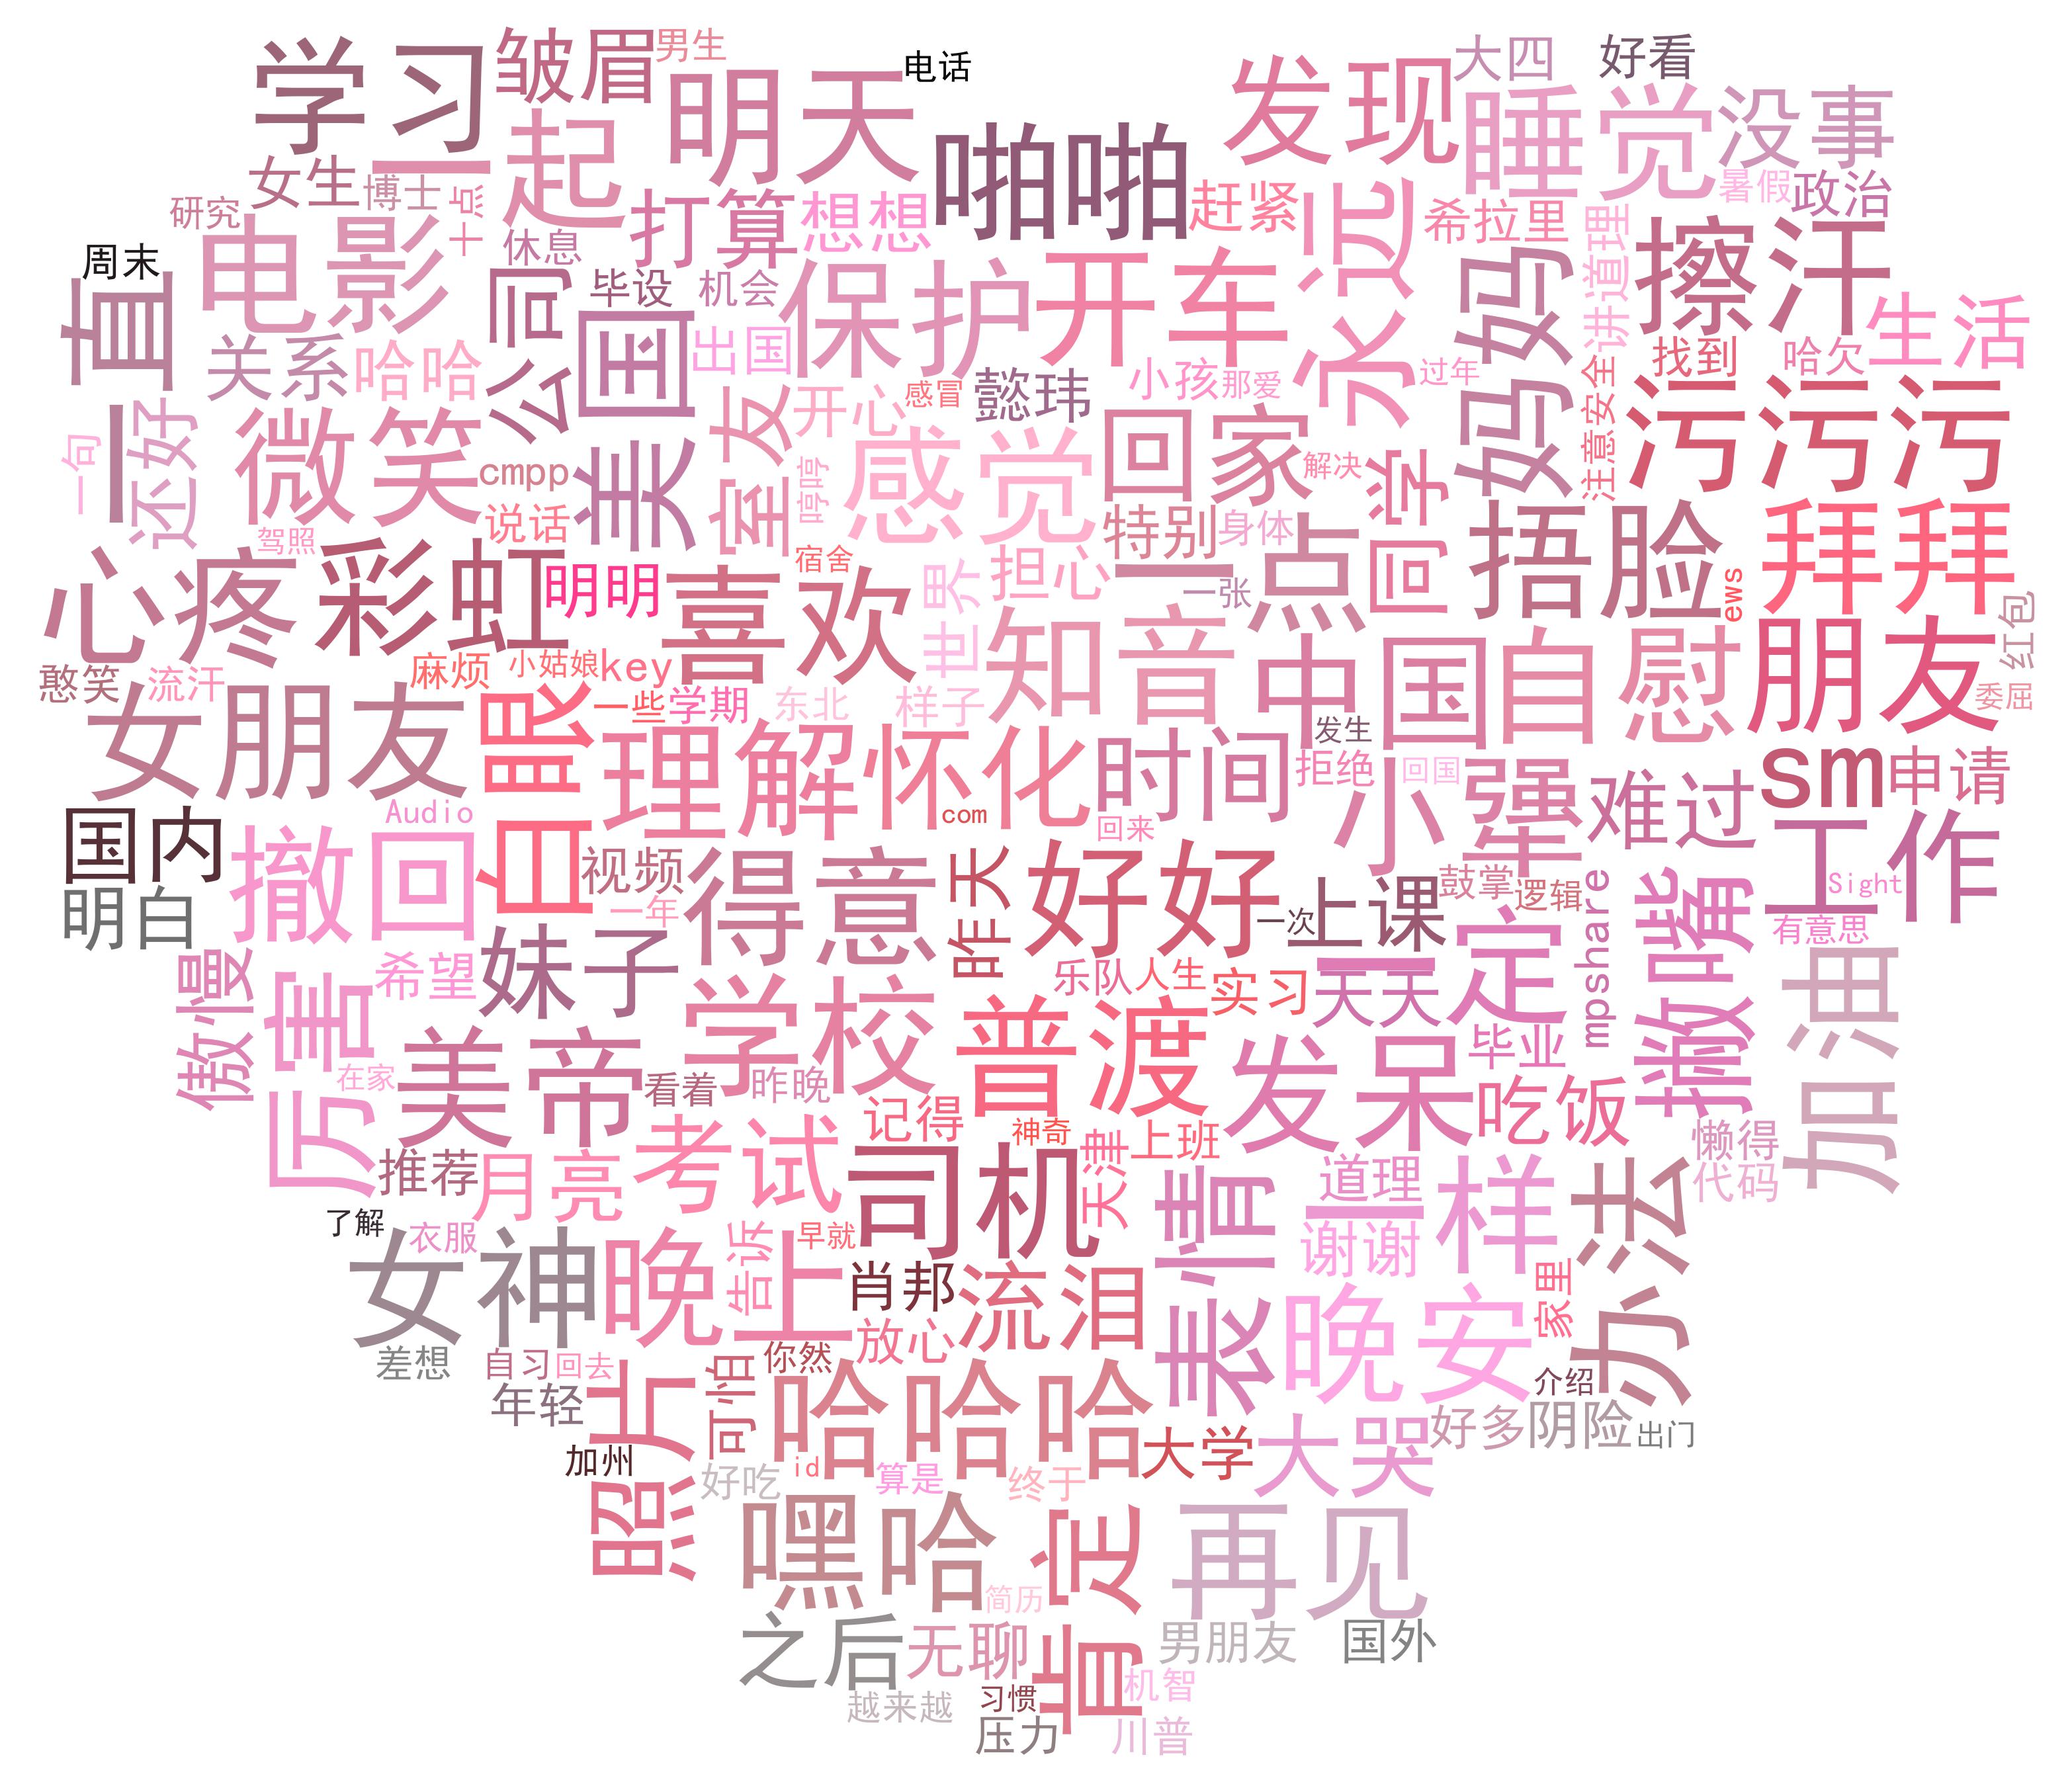 学习
皱眉
男生
明天
电话
发现
大四
好看
睡觉
没事
一起
啪啪
女生
博士
十点
研究
打算
想想
赶紧
永远
希拉里
暑假
政治
讲道理
电影
休息
周末
一直
公司
毕设
机会
保护
开车
妈妈
擦汗
生活
关系
哈哈
美国
出国
小孩
那爱
过年
找到
哈欠
注意安全
污污污
还好
一句
微笑
室友
开心
感冒
懿玮
回家
cmpp
哼哼
感觉
解决
同学
说话
特别
身体
捂脸
拜拜
驾照
心疼
彩虹
明明
喜欢
宿舍
世界
担心
一点
一张
ews
红包
知音
中国
自慰
朋友
憨笑
流汗
麻烦
小姑娘
key
女朋友
白眼
一些
学期
东北
样子
发生
委屈
理解
怀化
时间
拒绝
回国
小犟
难过
sm
申请
国内
Audio
com
回来
工作
明白
撤回
视频
得意
昨天
好好
鼓掌
逻辑
mpshare
撇嘴
Sight
一年
一次
上课
一定
有意思
傲慢
厉害
希望
妹子
学校
乐队
人生
实习
天天
加油
在家
美帝
看着
昨晚
普渡
发呆
毕业
吃饭
记得
神奇
推荐
月亮
考试
天津
上班
懒得
代码
司机
表情
道理
一样
办法
了解
衣服
女神
晚上
告诉
早就
谢谢
肖邦
流泪
晚安
家里
差想
自习
回去
放心
你然
年轻
照片
可怕
哈哈哈
介绍
好多
阴险
出门
加州
好吃
id
算是
终于
大学
大哭
嘿哈
简历
肯定
再见
之后
无聊
男朋友
国外
越来越
习惯
机智
压力
川普